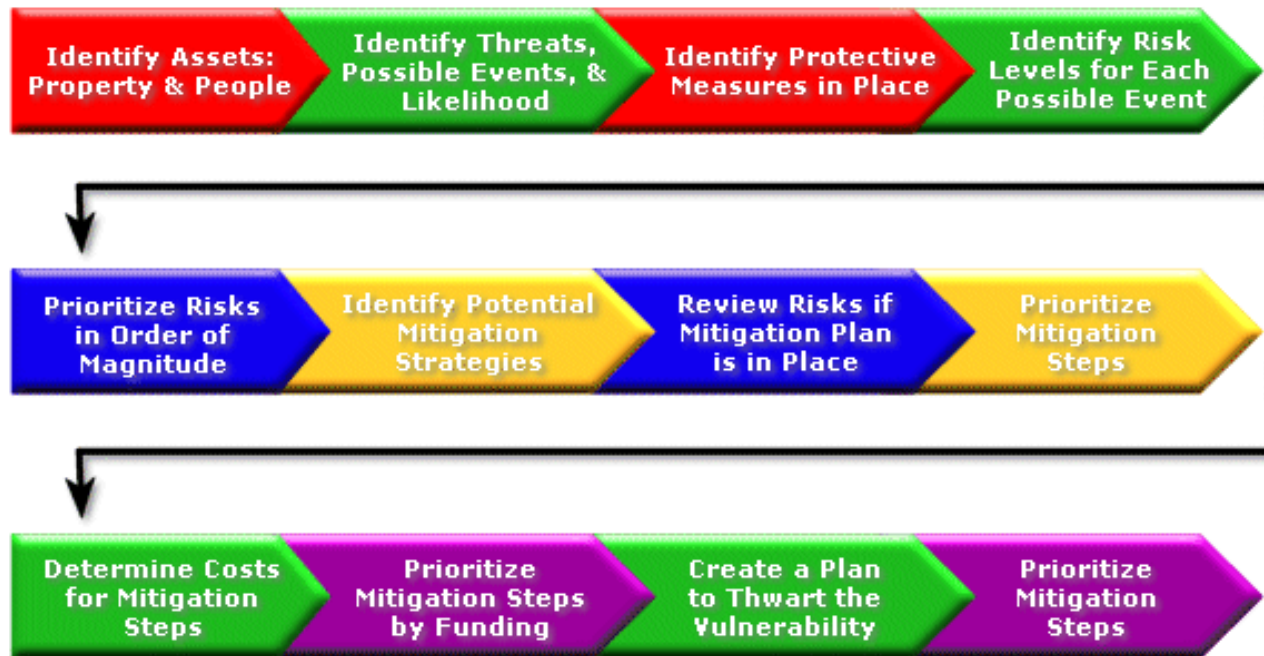 Identify Assets:
Property & People
Identify Threats,
Possible Events, &
Likelihood
Identify Protective
Measures in Place
Identify Risk
Levels for Each
Possible Event
Prioritize Risks
in Order of
Magnitude
Identify Potential
Mitigation
Strategies
Review Risks if
Mitigation Plan
is in Place
Prioritize
Mitigation
Steps
Determine Costs
for Mitigation
Steps
Prioritize
Mitigation Steps
by Funding
Create a Plan
to Thwart the
Vulnerability
Prioritize
Mitigation
Steps